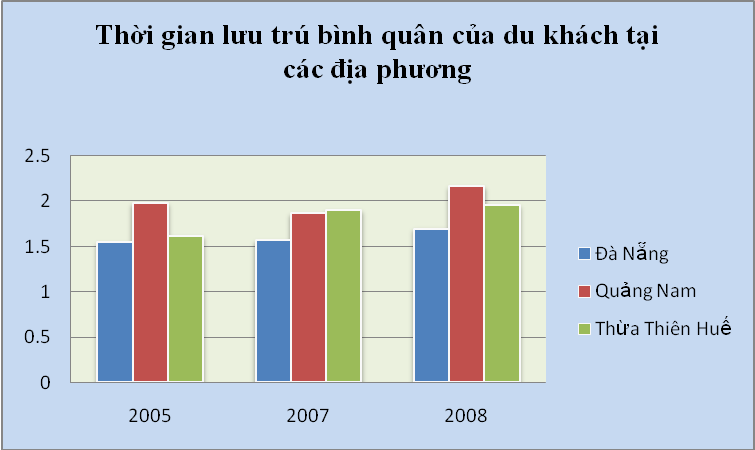 Thời gian lưu trú bình quân của du khách tại
các địa phương
2.5
2
1.5
1
0.5
0
2005
2007
2008
Đà Nẵng
Quảng Nam
Thừa Thiên Huế